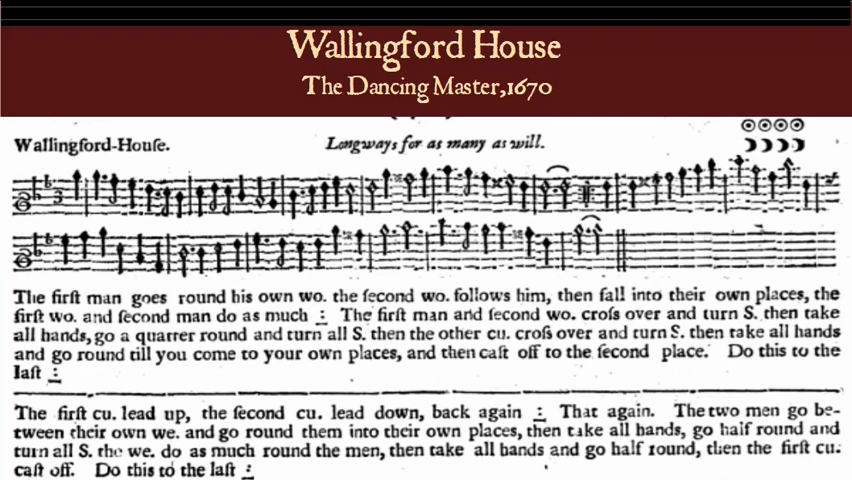 Wallingford House
The Dancing Master,1670
Wallingford-Houſe.
Longways for as many as will.
The firſt man goes round his own wo. the ſecond wo. follows him, then fall into their own places, the
firſt wo. and ſecond man do as much : The firſt man and ſecond wo. croſs over and turn S. then take
all hands, go a quarrer round and turn all S. then the other cu. croſs over and turn S. then take all hands
and go round till you come to your own places, and then caſt off to the ſecond place. Do this to the
laſt :
The firſt cu. lead up, the ſecond cu. lead down, back again : That again. The two men go be-
tween their own we. and go round them into their own places, then take all hands, go half round and
turn all S. the we. do as much round the men, then take all hands and go half round, then the firſt cu.
caſt off. Do this to the laſt :